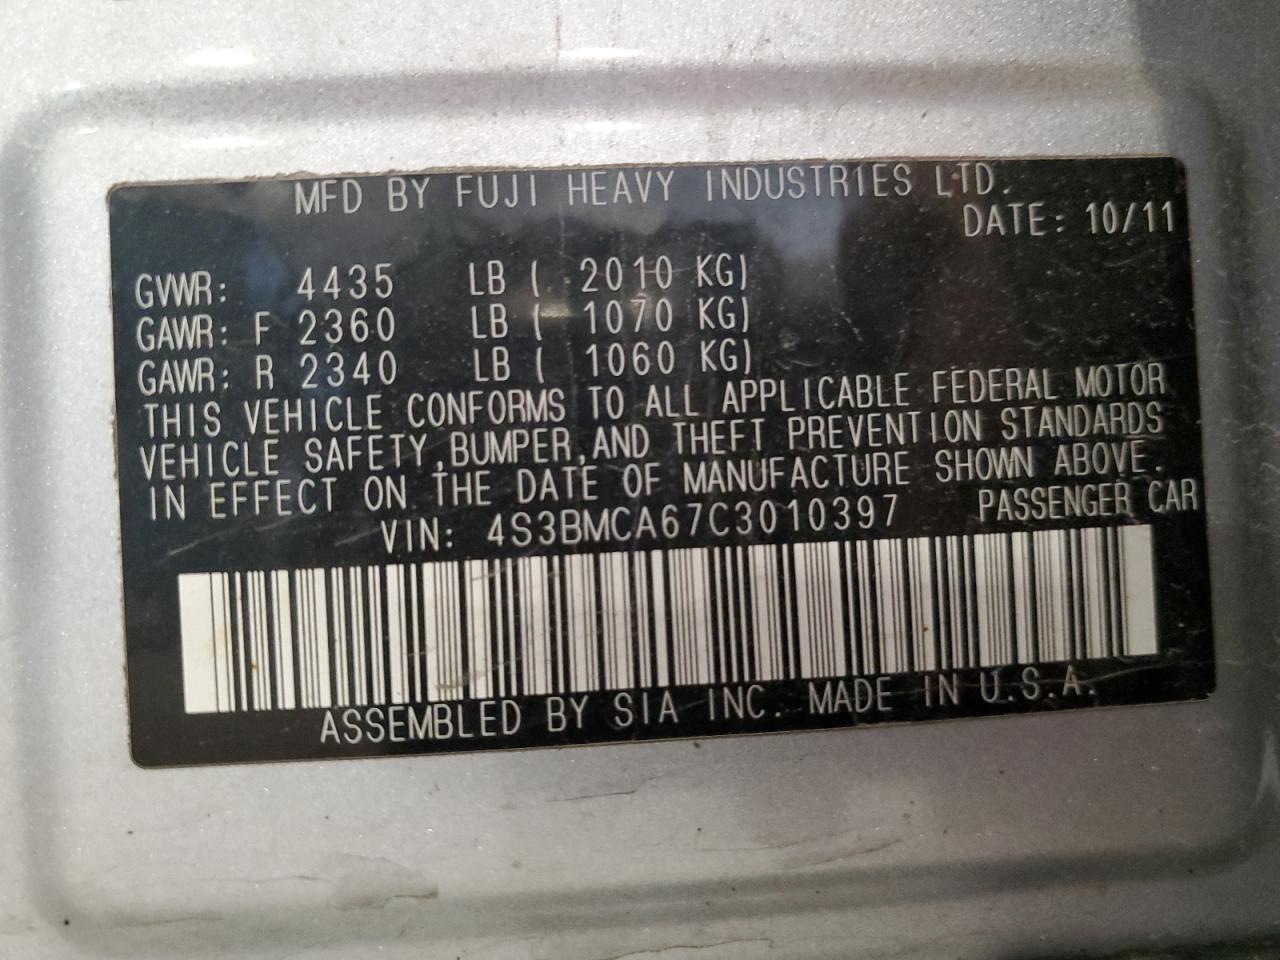 MFD BY FUJI HEAVY INDUSTRIES LTD.
DATE: 10/11
GVWR: 4435 LB ( 2010 KG)
GAWR: F 2360 LB ( 1070 KG)
GAWR: R 2340 LB ( 1060 KG)
THIS VEHICLE CONFORMS TO ALL APPLICABLE FEDERAL MOTOR
VEHICLE SAFETY,BUMPER,AND THEFT PREVENTION STANDARDS
IN EFFECT ON THE DATE OF MANUFACTURE SHOWN ABOVE.
VIN: 4S3BMCA67C3010397 PASSENGER CAR
ASSEMBLED BY SIA INC. MADE IN U.S.A.